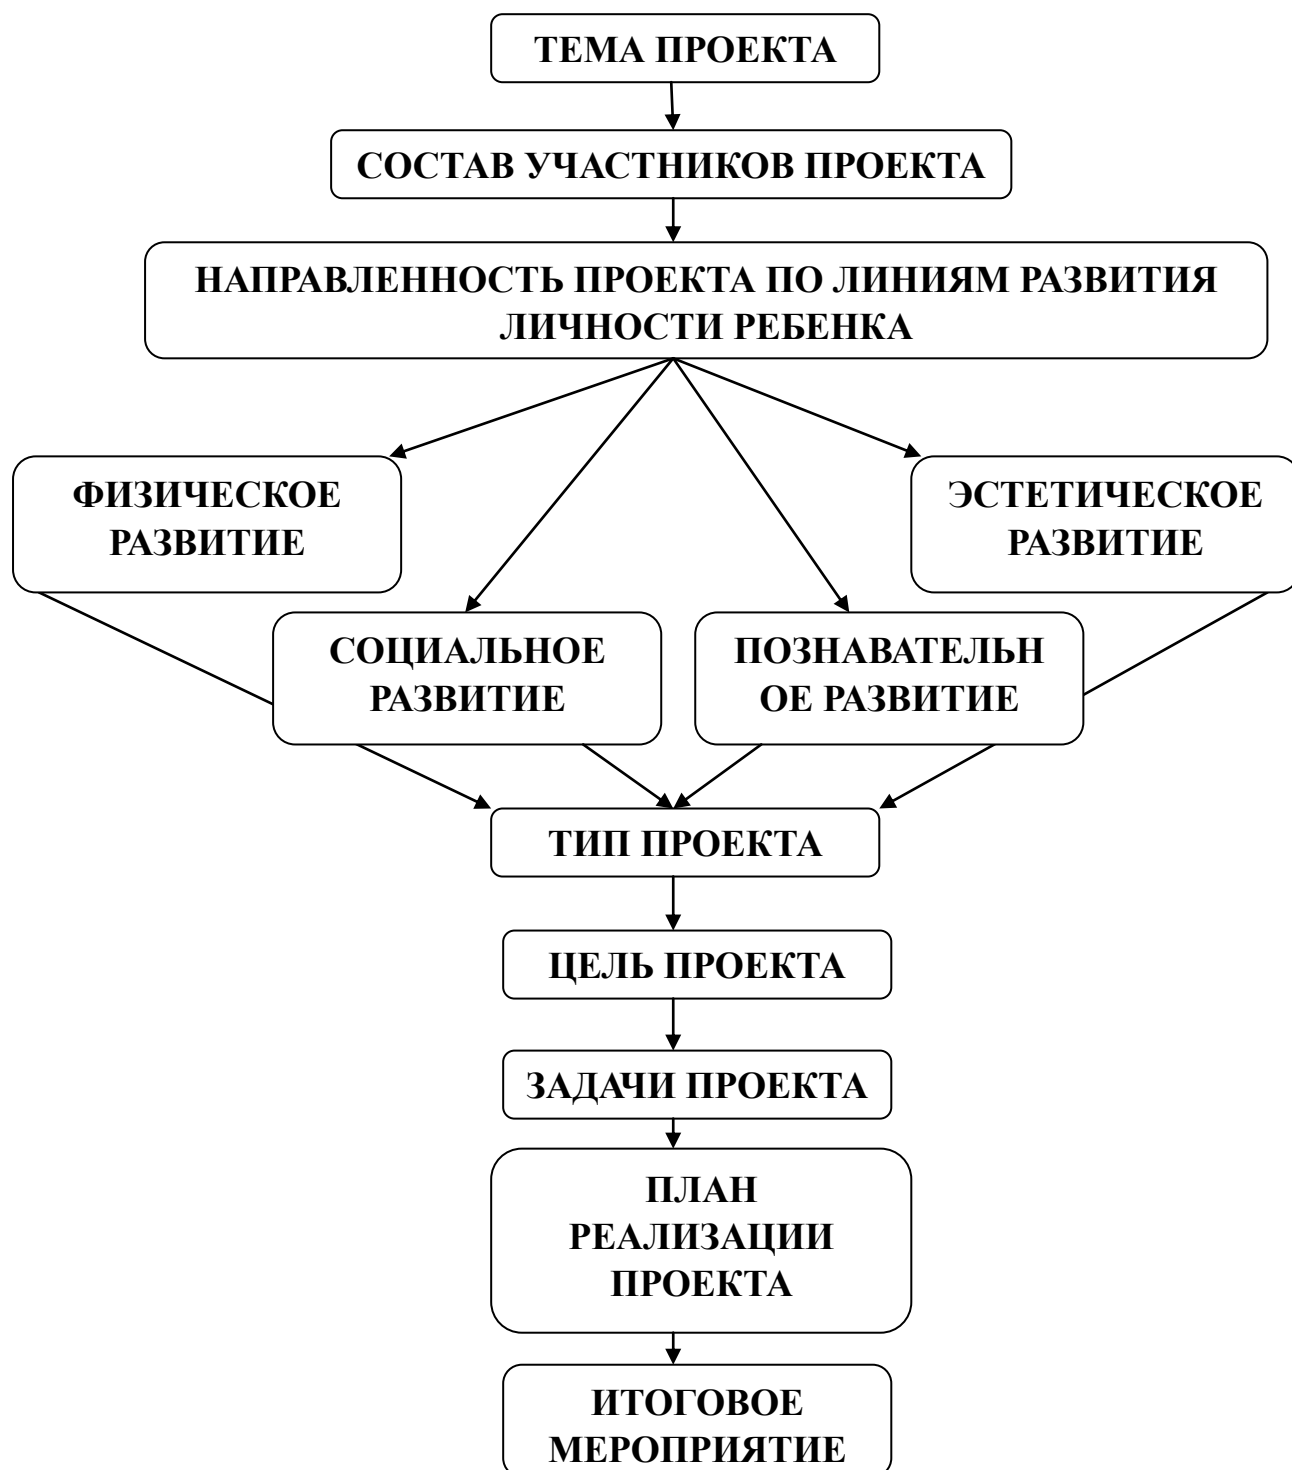 ТЕМА ПРОЕКТА
СОСТАВ УЧАСТНИКОВ ПРОЕКТА
НАПРАВЛЕННОСТЬ ПРОЕКТА ПО ЛИНИЯМ РАЗВИТИЯ
ЛИЧНОСТИ РЕБЕНКА
ФИЗИЧЕСКОЕ
РАЗВИТИЕ
ЭСТЕТИЧЕСКОЕ
РАЗВИТИЕ
СОЦИАЛЬНОЕ
РАЗВИТИЕ
ПОЗНАВАТЕЛЬН
ОЕ РАЗВИТИЕ
ТИП ПРОЕКТА
ЦЕЛЬ ПРОЕКТА
ЗАДАЧИ ПРОЕКТА
ПЛАН
РЕАЛИЗАЦИИ
ПРОЕКТА
ИТОГОВОЕ
МЕРОПРИЯТИЕ